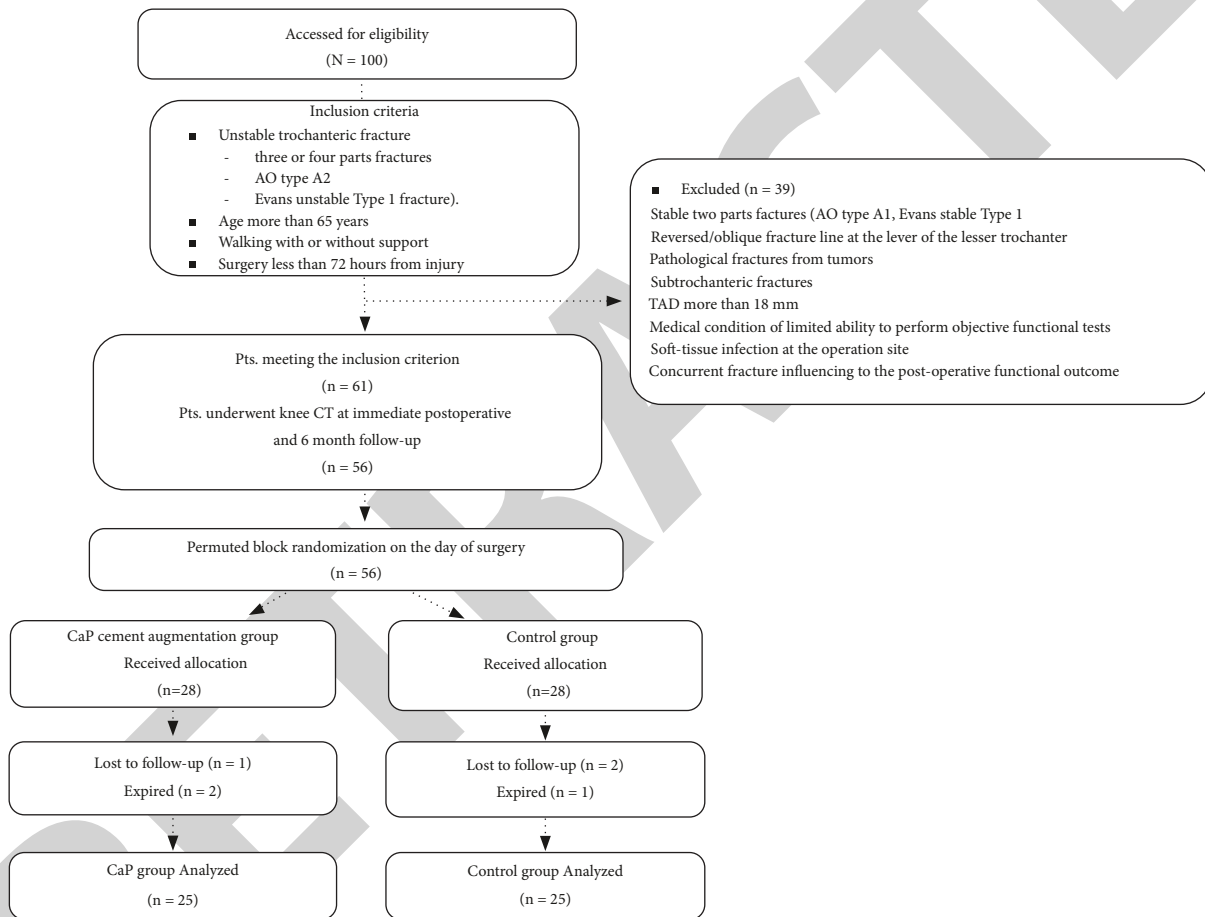 Accessed for eligibility
(N = 100)
Inclusion criteria
■ Unstable trochanteric fracture
- three or four parts fractures
- AO type A2
- Evans unstable Type 1 fracture).
■ Age more than 65 years
■ Walking with or without support
■ Surgery less than 72 hours from injury
■ Excluded (n = 39)
Stable two parts factures (AO type A1, Evans stable Type 1
Reversed/oblique fracture line at the lever of the lesser trochanter
Pathological fractures from tumors
Subtrochanteric fractures
TAD more than 18 mm
Medical condition of limited ability to perform objective functional tests
Soft-tissue infection at the operation site
Concurrent fracture influencing to the post-operative functional outcome
Pts. meeting the inclusion criterion
(n = 61)
Pts. underwent knee CT at immediate postoperative
and 6 month follow-up
(n = 56)
Permuted block randomization on the day of surgery
(n = 56)
CaP cement augmentation group
Received allocation
(n=28)
Control group
Received allocation
(n=28)
Lost to follow-up (n = 1)
Expired (n = 2)
Lost to follow-up (n = 2)
Expired (n = 1)
CaP group Analyzed
(n = 25)
Control group Analyzed
(n = 25)